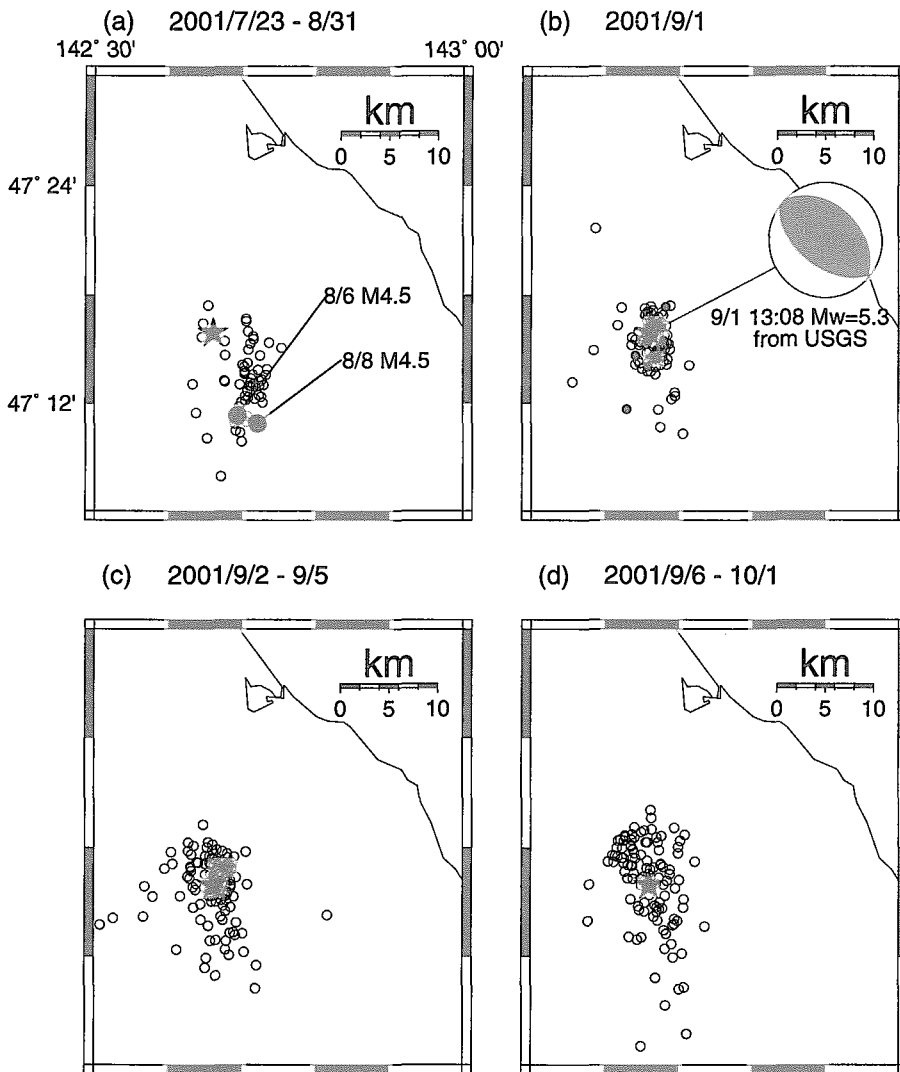 (a) 2001/7/23 - 8/31
142˚ 30' 143˚ 00'
km
0 5 10
47˚ 24'
8/6 M4.5
8/8 M4.5
47˚ 12'
(b) 2001/9/1
km
0 5 10
9/1 13:08 Mw=5.3
from USGS
(c) 2001/9/2 - 9/5
km
0 5 10
(d) 2001/9/6 - 10/1
km
0 5 10